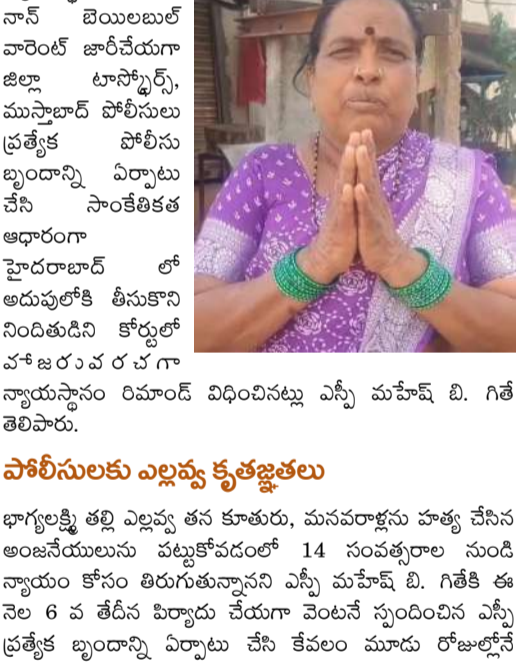 నాన్ బెయిలబుల్
వారెంట్ జారీచేయగా
జిల్లా టాస్క్ఫోర్స్,
ముస్తాబాద్ పోలీసులు
ప్రత్యేక పోలీసు
బృందాన్ని ఏర్పాటు
చేసి సాంకేతికత
ఆధారంగా
హైదరాబాద్ లో
అదుపులోకి తీసుకొని
నిందితుడిని కోర్టులో
హాజరువరచగా
న్యాయస్థానం రిమాండ్ విధించినట్లు ఎస్పీ మహేష్ బి. గితే
తెలిపారు.
పోలీసులకు ఎల్లవ్వ కృతజ్ఞతలు
భాగ్యలక్ష్మి తల్లి ఎల్లవ్వ తన కూతురు, మనవరాళ్లను హత్య చేసిన
అంజనేయులును పట్టుకోవడంలో 14 సంవత్సరాల నుండి
న్యాయం కోసం తిరుగుతున్నానని ఎస్పీ మహేష్ బి. గితేకి ఈ
నెల 6 వ తేదీన పిర్యాదు చేయగా వెంటనే స్పందించిన ఎస్పీ
ప్రత్యేక బృందాన్ని ఏర్పాటు చేసి కేవలం మూడు రోజుల్లోనే